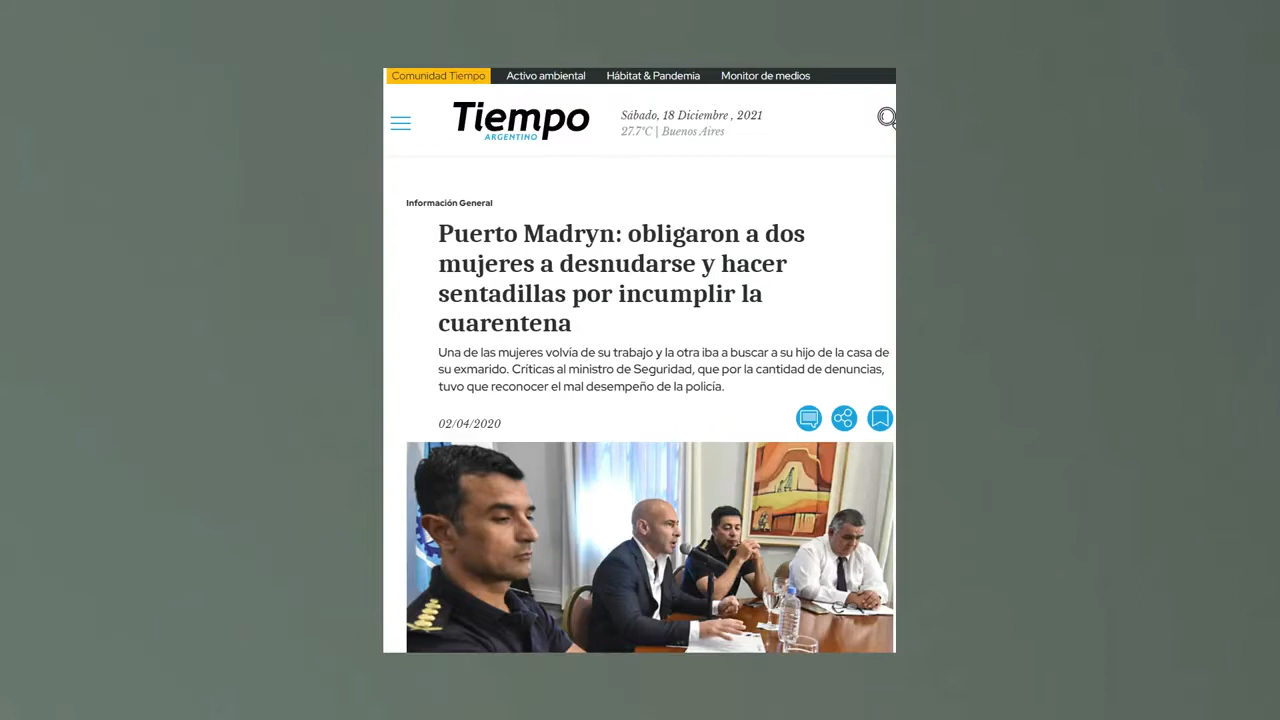 Comunidad Tiempo Activo ambiental Hábitat & Pandemia Monitor de medios
Tiempo
ARGENTINO
Sábado, 18 Diciembre , 2021
27.7°C | Buenos Aires
Información General
Puerto Madryn: obligaron a dos
mujeres a desnudarse y hacer
sentadillas por incumplir la
cuarentena
Una de las mujeres volvía de su trabajo y la otra iba a buscar a su hijo de la casa de
su exmarido. Críticas al ministro de Seguridad, que por la cantidad de denuncias,
tuvo que reconocer el mal desempeño de la policía.
02/04/2020